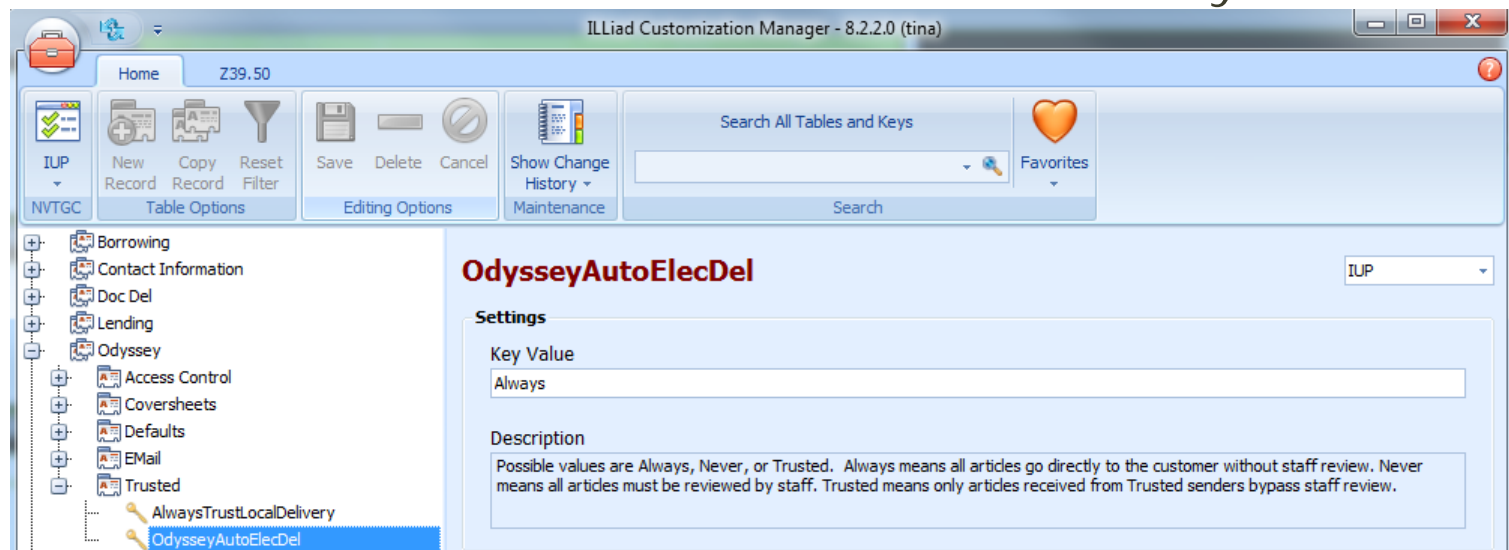 ILLiad Customization Manager - 8.2.2.0 (tina)
Home Z39.50
Search All Tables and Keys
IUP New Record Copy Record Reset Filter Save Delete Cancel Show Change History Favorites
NVTGC Table Options Editing Options Maintenance Search
Borrowing
Contact Information
Doc Del
Lending
Odyssey
Access Control
Coversheets
Defaults
EMail
Trusted
AlwaysTrustLocalDelivery
OdysseyAutoElecDel
OdysseyAutoElecDel
IUP
Settings
Key Value
Always
Description
Possible values are Always, Never, or Trusted. Always means all articles go directly to the customer without staff review. Never
means all articles must be reviewed by staff. Trusted means only articles received from Trusted senders bypass staff review.